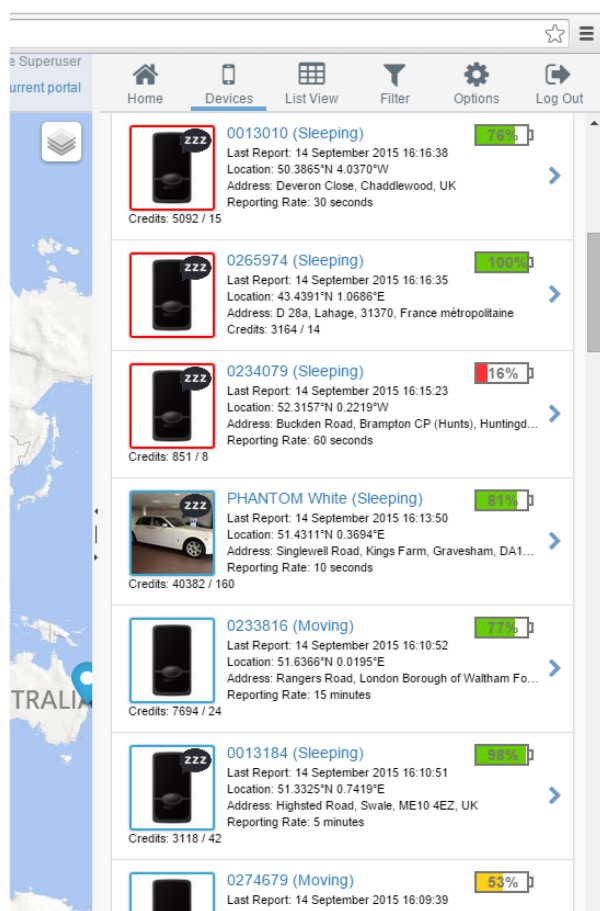 e Superuser
urrent portal
Home Devices List View Filter Options Log Out
0013010 (Sleeping)
76%
zzz
Last Report: 14 September 2015 16:16:38
Location: 50.3865°N 4.0370°W
Address: Deveron Close, Chaddlewood, UK
Reporting Rate: 30 seconds
Credits: 5092 / 15
0265974 (Sleeping)
100%
zzz
Last Report: 14 September 2015 16:16:35
Location: 43.4391°N 1.0686°E
Address: D 28a, Lahage, 31370, France métropolitaine
Credits: 3164 / 14
0234079 (Sleeping)
16%
zzz
Last Report: 14 September 2015 16:15:23
Location: 52.3157°N 0.2219°W
Address: Buckden Road, Brampton CP (Hunts), Huntingd...
Reporting Rate: 60 seconds
Credits: 851 / 8
PHANTOM White (Sleeping)
81%
zzz
Last Report: 14 September 2015 16:13:50
Location: 51.4311°N 0.3694°E
Address: Singlewell Road, Kings Farm, Gravesham, DA1...
Reporting Rate: 10 seconds
Credits: 40382 / 160
0233816 (Moving)
77%
Last Report: 14 September 2015 16:10:52
Location: 51.6366°N 0.0195°E
Address: Rangers Road, London Borough of Waltham Fo...
Reporting Rate: 15 minutes
Credits: 7694 / 24
TRALIA
0013184 (Sleeping)
98%
zzz
Last Report: 14 September 2015 16:10:51
Location: 51.3325°N 0.7419°E
Address: Highsted Road, Swale, ME10 4EZ, UK
Reporting Rate: 5 minutes
Credits: 3118 / 42
0274679 (Moving)
53%
Last Report: 14 September 2015 16:09:39